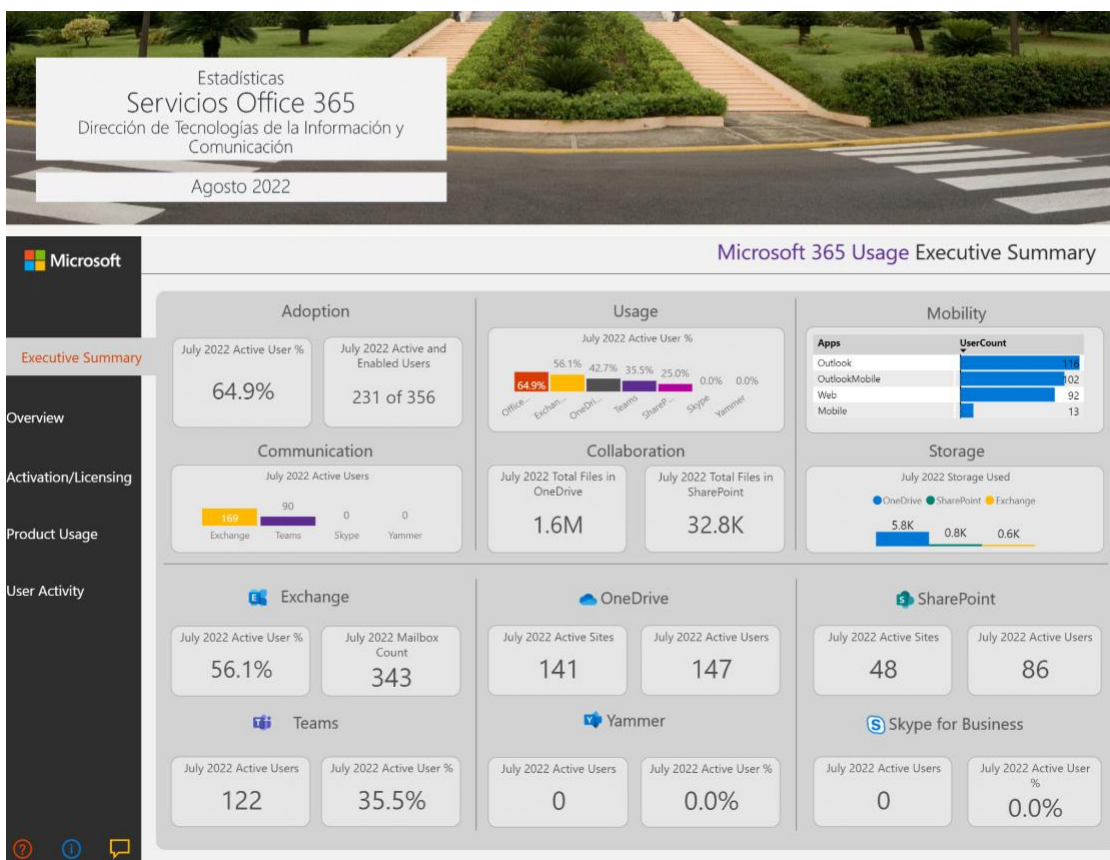 Estadísticas
Servicios Office 365
Dirección de Tecnologías de la Información y
Comunicación
Agosto 2022
Microsoft
Microsoft 365 Usage Executive Summary
Executive Summary
Overview
Activation/Licensing
Product Usage
User Activity
Adoption
July 2022 Active User %
64.9%
July 2022 Active and
Enabled Users
231 of 356
Usage
July 2022 Active User %
64.9%
56.1%
42.7%
35.5%
25.0%
0.0%
0.0%
Office...
Exchan...
OneDri...
Teams
ShareP...
Skype
Yammer
Mobility
Apps UserCount
Outlook 116
OutlookMobile 102
Web 92
Mobile 13
Communication
July 2022 Active Users
169
90
0
0
Exchange
Teams
Skype
Yammer
Collaboration
July 2022 Total Files in
OneDrive
1.6M
July 2022 Total Files in
SharePoint
32.8K
Storage
July 2022 Storage Used
OneDrive SharePoint Exchange
5.8K
0.8K
0.6K
Exchange
July 2022 Active User %
56.1%
July 2022 Mailbox
Count
343
OneDrive
July 2022 Active Sites
141
July 2022 Active Users
147
SharePoint
July 2022 Active Sites
48
July 2022 Active Users
86
Teams
July 2022 Active Users
122
July 2022 Active User %
35.5%
Yammer
July 2022 Active Users
0
July 2022 Active User %
0.0%
Skype for Business
July 2022 Active Users
0
July 2022 Active User
%
0.0%